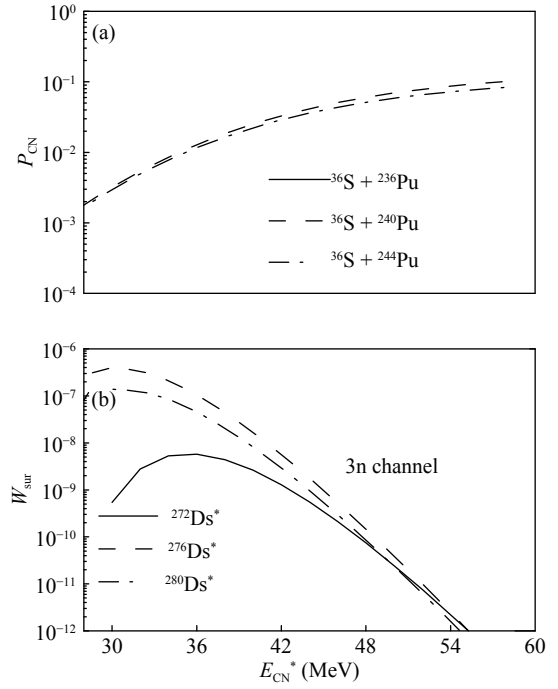 10⁰
(a)
10⁻¹
10⁻²
10⁻³
10⁻⁴
P_CN
³⁶S + ²³⁶Pu
³⁶S + ²⁴⁰Pu
³⁶S + ²⁴⁴Pu
10⁻⁶
10⁻⁷
(b)
10⁻⁸
10⁻⁹
10⁻¹⁰
10⁻¹¹
10⁻¹²
W_sur
3n channel
²⁷²Ds*
²⁷⁶Ds*
²⁸⁰Ds*
30 36 42 48 54 60
E_CN* (MeV)